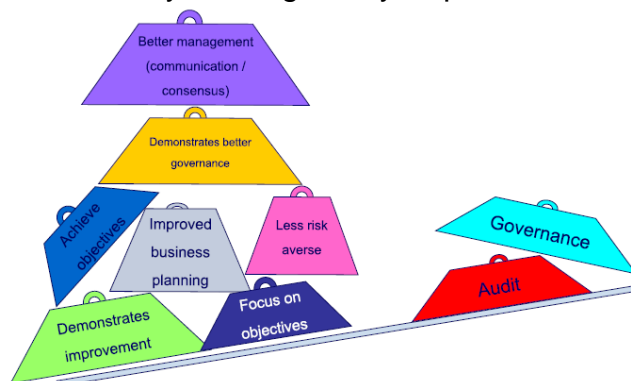 Better management
(communication /
consensus)
Demonstrates better
governance
Achieve
objectives
Improved
business
planning
Less risk
averse
Governance
Audit
Focus on
objectives
Demonstrates
improvement